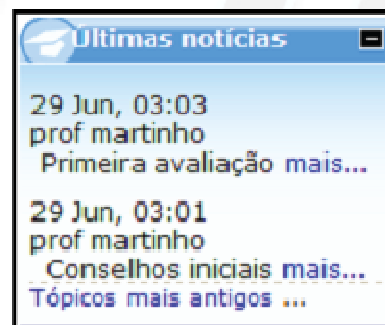 Últimas notícias
29 Jun, 03:03
prof martinho
Primeira avaliação mais...
29 Jun, 03:01
prof martinho
Conselhos iniciais mais...
Tópicos mais antigos ...